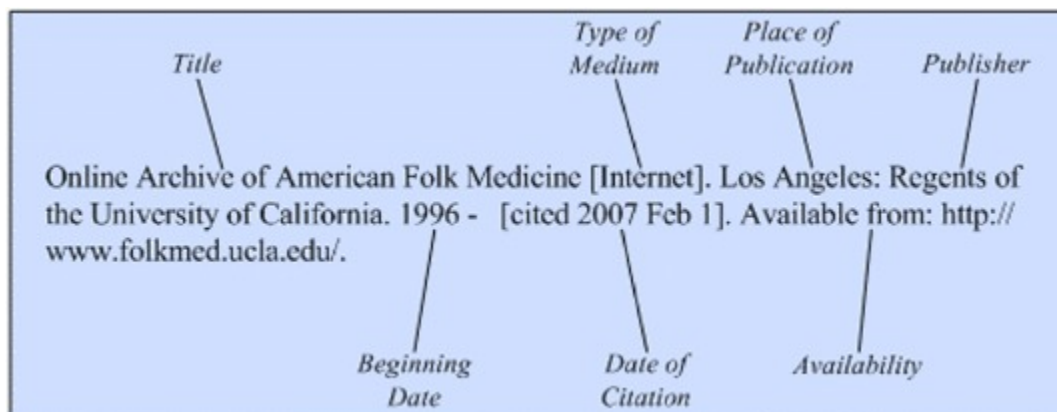 Title
Type of
Medium
Place of
Publication
Publisher
Online Archive of American Folk Medicine [Internet]. Los Angeles: Regents of
the University of California. 1996 - [cited 2007 Feb 1]. Available from: http://
www.folkmed.ucla.edu/.
Beginning
Date
Date of
Citation
Availability